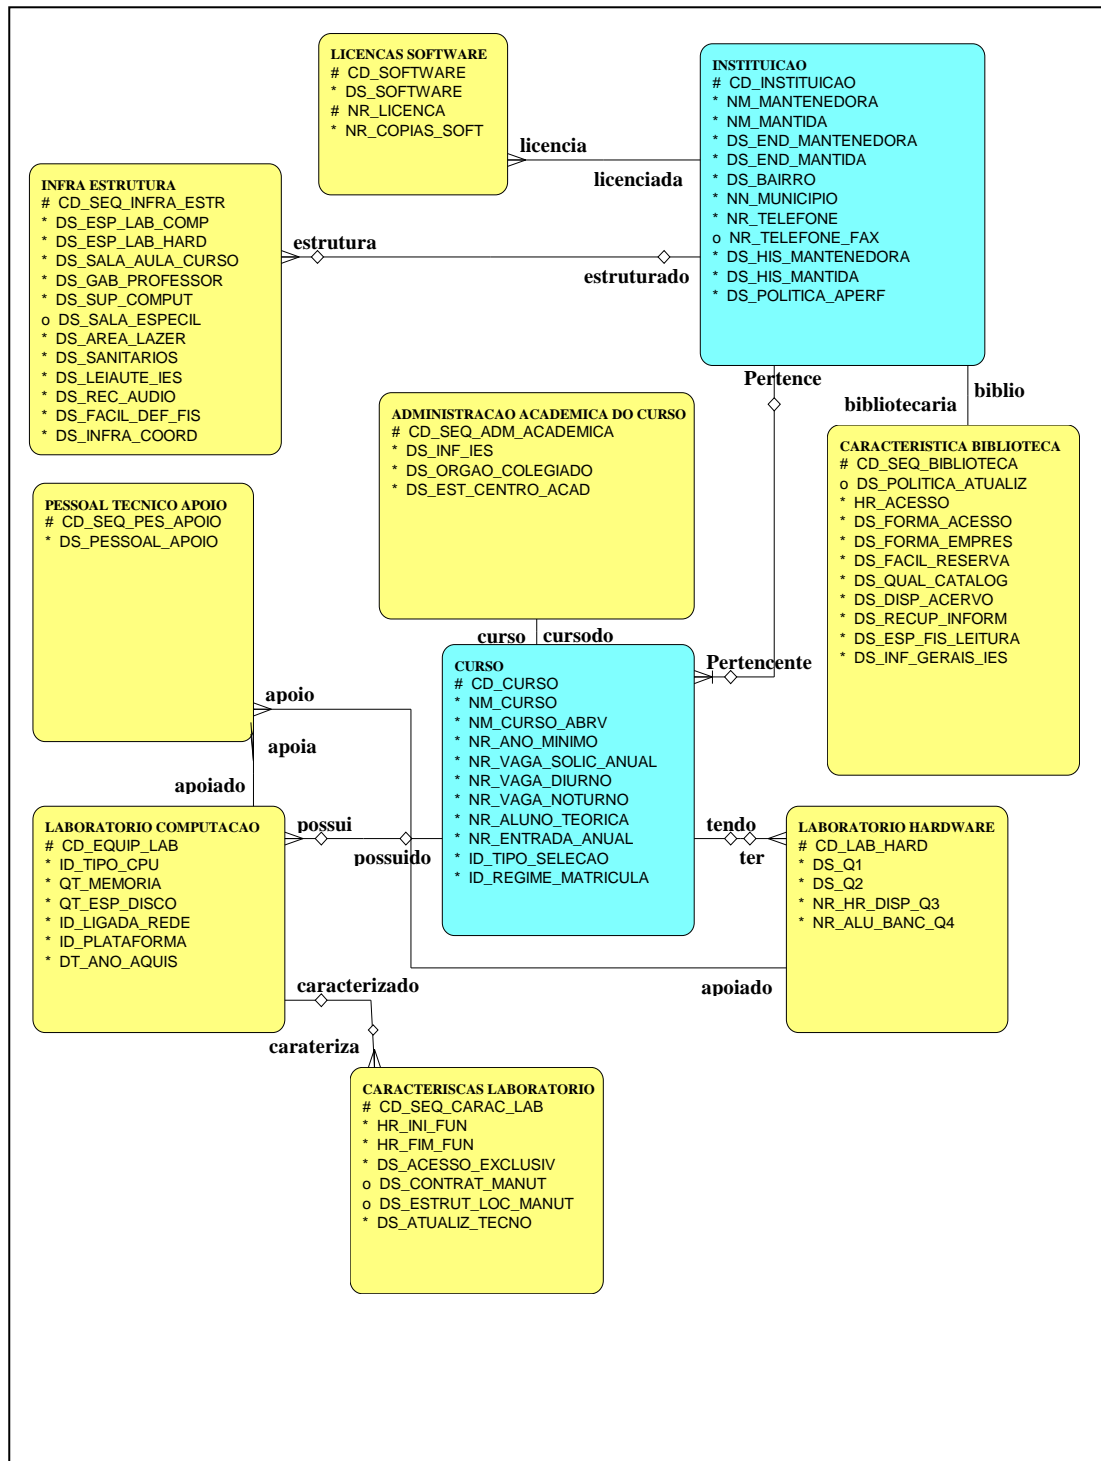 LICENCAS SOFTWARE
# CD_SOFTWARE
* DS_SOFTWARE
# NR_LICENCA
* NR_COPIAS_SOFT
INSTITUICAO
# CD_INSTITUICAO
* NM_MANTENEDORA
* NM_MANTIDA
* DS_END_MANTENEDORA
* DS_END_MANTIDA
* DS_BAIRRO
* NN_MUNICIPIO
* NR_TELEFONE
o NR_TELEFONE_FAX
* DS_HIS_MANTENEDORA
* DS_HIS_MANTIDA
* DS_POLITICA_APERF
licencia
licenciada
INFRA ESTRUTURA
# CD_SEQ_INFRA_ESTR
* DS_ESP_LAB_COMP
* DS_ESP_LAB_HARD
* DS_SALA_AULA_CURSO
* DS_GAB_PROFESSOR
* DS_SUP_COMPUT
o DS_SALA_ESPECIL
* DS_AREA_LAZER
* DS_SANITARIOS
* DS_LEIAUTE_IES
* DS_REC_AUDIO
* DS_FACIL_DEF_FIS
* DS_INFRA_COORD
estrutura
estruturado
Pertence
biblio
bibliotecaria
ADMINISTRACAO ACADEMICA DO CURSO
# CD_SEQ_ADM_ACADEMICA
* DS_INF_IES
* DS_ORGAO_COLEGIADO
* DS_EST_CENTRO_ACAD
CARACTERISTICA BIBLIOTECA
# CD_SEQ_BIBLIOTECA
o DS_POLITICA_ATUALIZ
* HR_ACESSO
* DS_FORMA_ACESSO
* DS_FORMA_EMPRES
* DS_FACIL_RESERVA
* DS_QUAL_CATALOG
* DS_DISP_ACERVO
* DS_RECUP_INFORM
* DS_ESP_FIS_LEITURA
* DS_INF_GERAIS_IES
PESSOAL TECNICO APOIO
# CD_SEQ_PES_APOIO
* DS_PESSOAL_APOIO
curso cursodo
Pertencente
CURSO
# CD_CURSO
* NM_CURSO
* NM_CURSO_ABRV
* NR_ANO_MINIMO
* NR_VAGA_SOLIC_ANUAL
* NR_VAGA_DIURNO
* NR_VAGA_NOTURNO
* NR_ALUNO_TEORICA
* NR_ENTRADA_ANUAL
* ID_TIPO_SELECAO
* ID_REGIME_MATRICULA
apoio
apoia
apoiado
LABORATORIO COMPUTACAO
# CD_EQUIP_LAB
* ID_TIPO_CPU
* QT_MEMORIA
* QT_ESP_DISCO
* ID_LIGADA_REDE
* ID_PLATAFORMA
* DT_ANO_AQUIS
possui
possuido
tendo
ter
LABORATORIO HARDWARE
# CD_LAB_HARD
* DS_Q1
* DS_Q2
* NR_HR_DISP_Q3
* NR_ALU_BANC_Q4
apoiado
caracterizado
carateriza
CARACTERISCAS LABORATORIO
# CD_SEQ_CARAC_LAB
* HR_INI_FUN
* HR_FIM_FUN
* DS_ACESSO_EXCLUSIV
o DS_CONTRAT_MANUT
o DS_ESTRUT_LOC_MANUT
* DS_ATUALIZ_TECNO